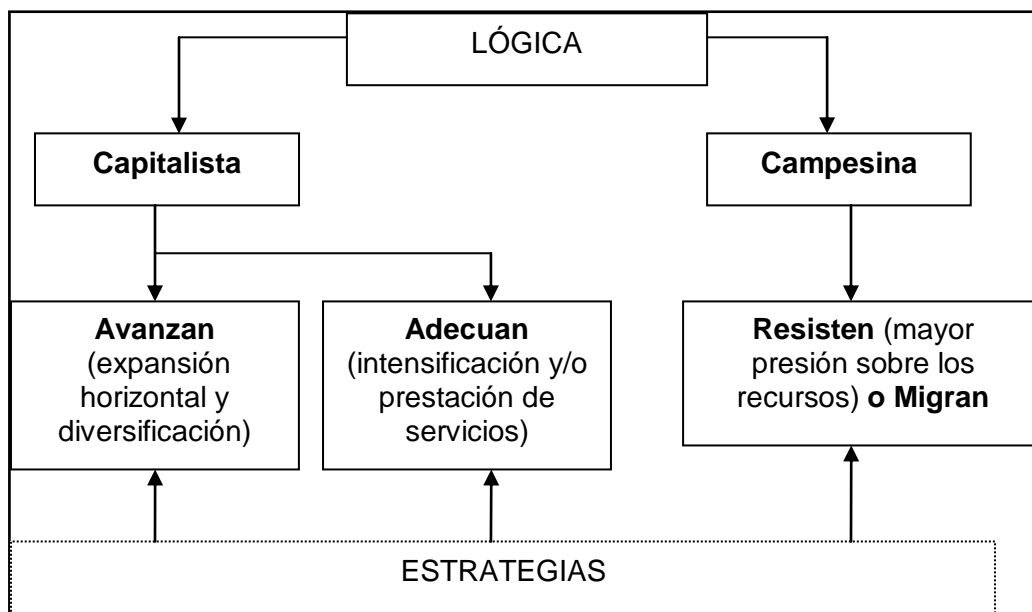 LÓGICA
Capitalista
Campesina
Avanzan
(expansión
horizontal y
diversificación)
Adecuan
(intensificación y/o
prestación de
servicios)
Resisten (mayor
presión sobre los
recursos) o Migran
ESTRATEGIAS